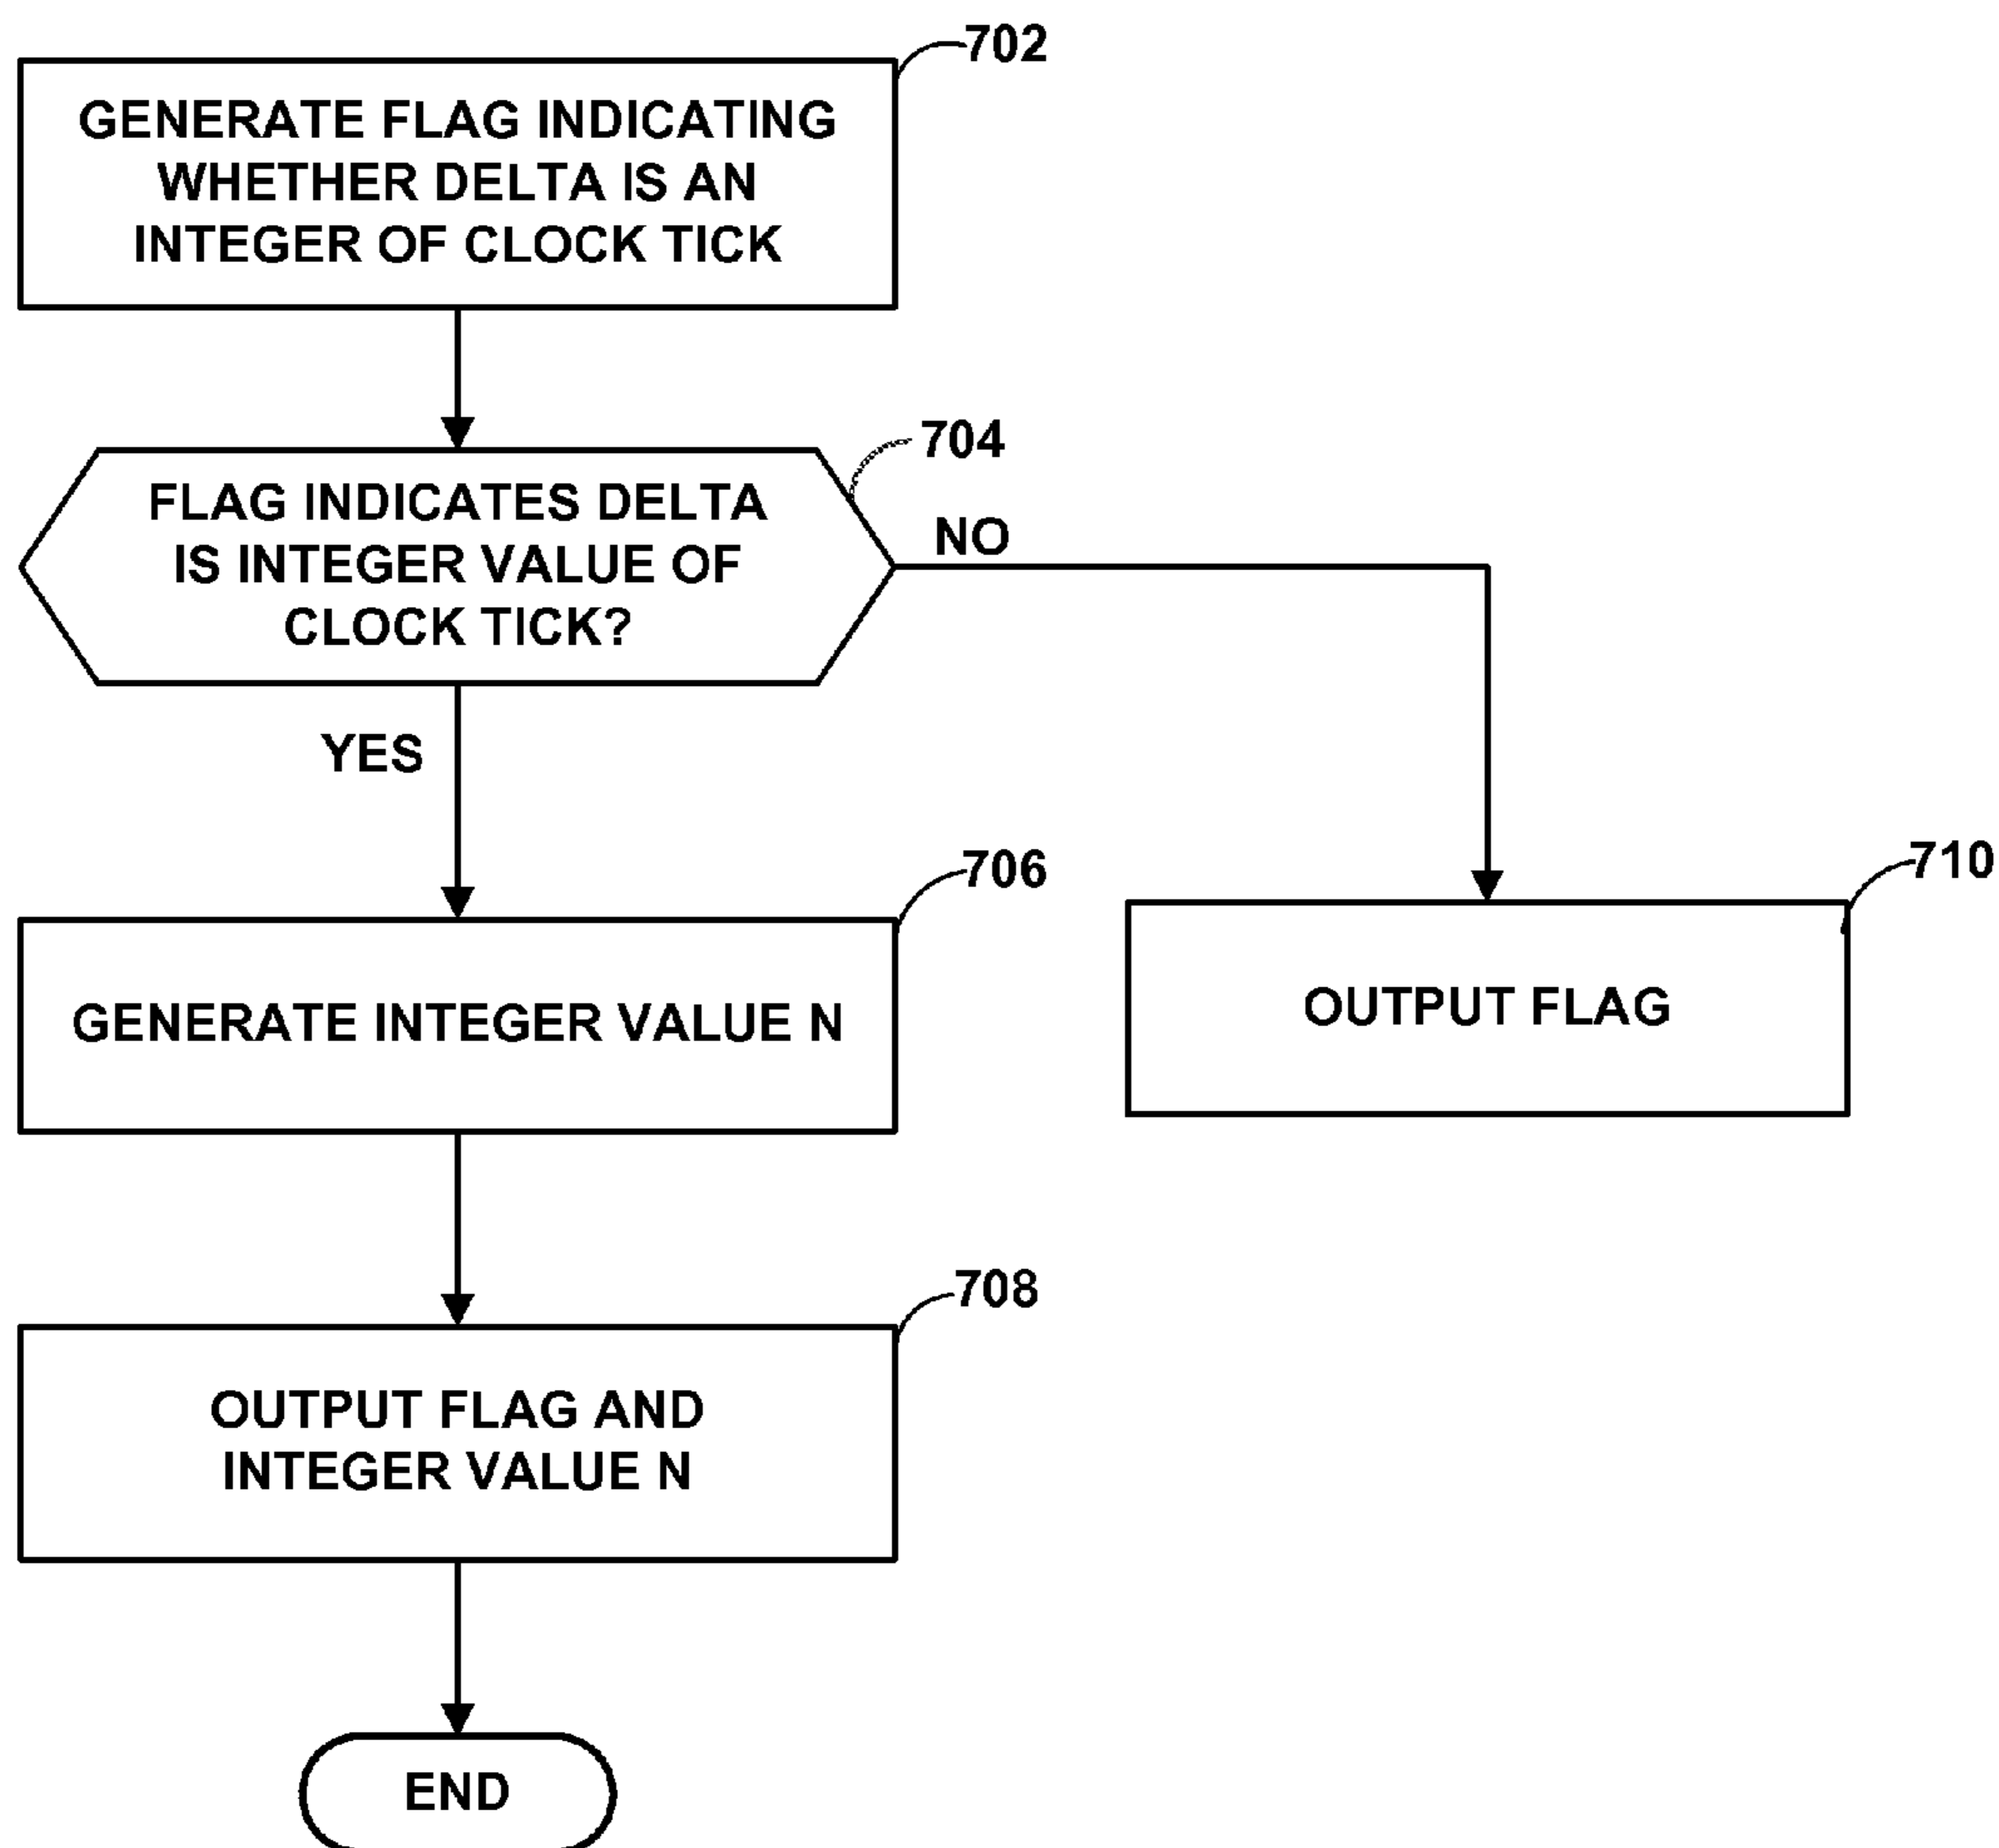 702
GENERATE FLAG INDICATING
WHETHER DELTA IS AN
INTEGER OF CLOCK TICK
704
FLAG INDICATES DELTA
IS INTEGER VALUE OF
CLOCK TICK?
NO
YES
706
GENERATE INTEGER VALUE N
710
OUTPUT FLAG
708
OUTPUT FLAG AND
INTEGER VALUE N
END